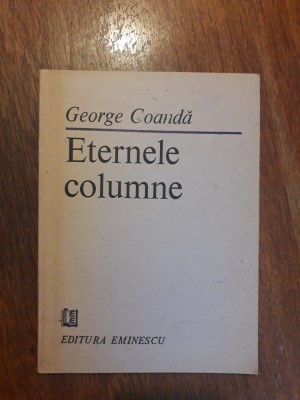 George Coandă
Eternele
columne
EDITURA EMINESCU